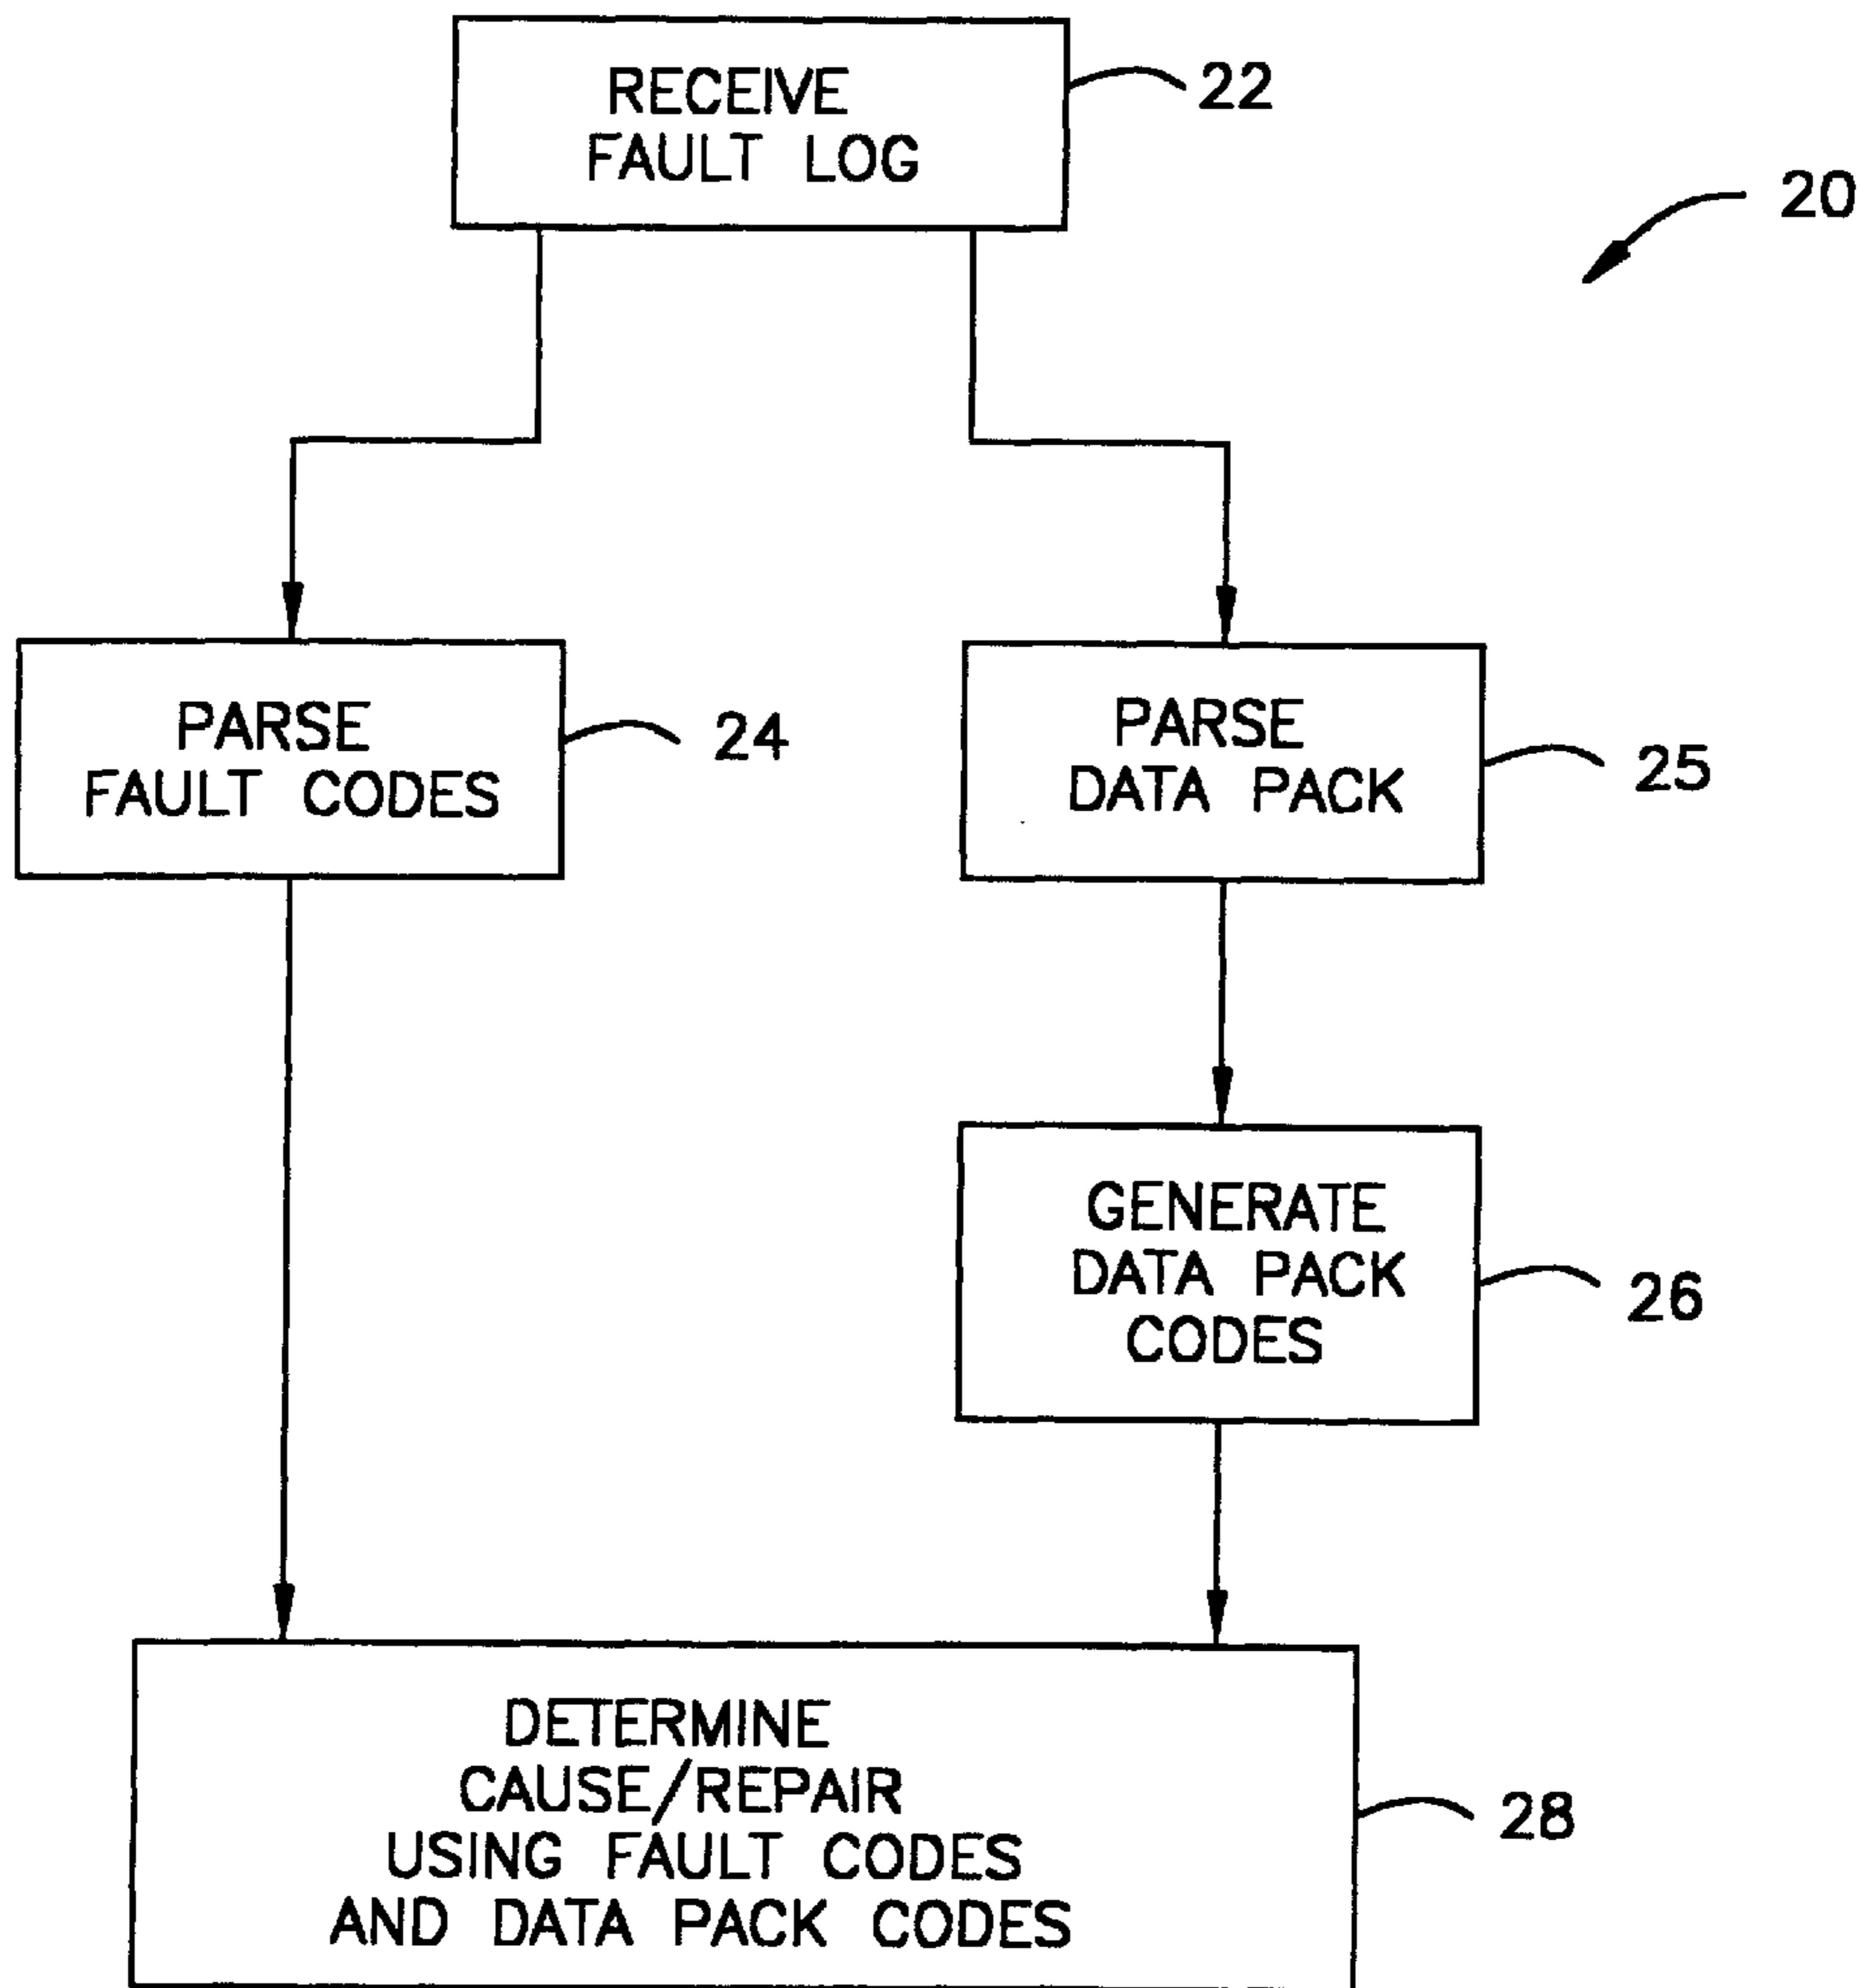 RECEIVE
FAULT LOG
22
20
PARSE
FAULT CODES
24
PARSE
DATA PACK
25
GENERATE
DATA PACK
CODES
26
DETERMINE
CAUSE/REPAIR
USING FAULT CODES
AND DATA PACK CODES
28